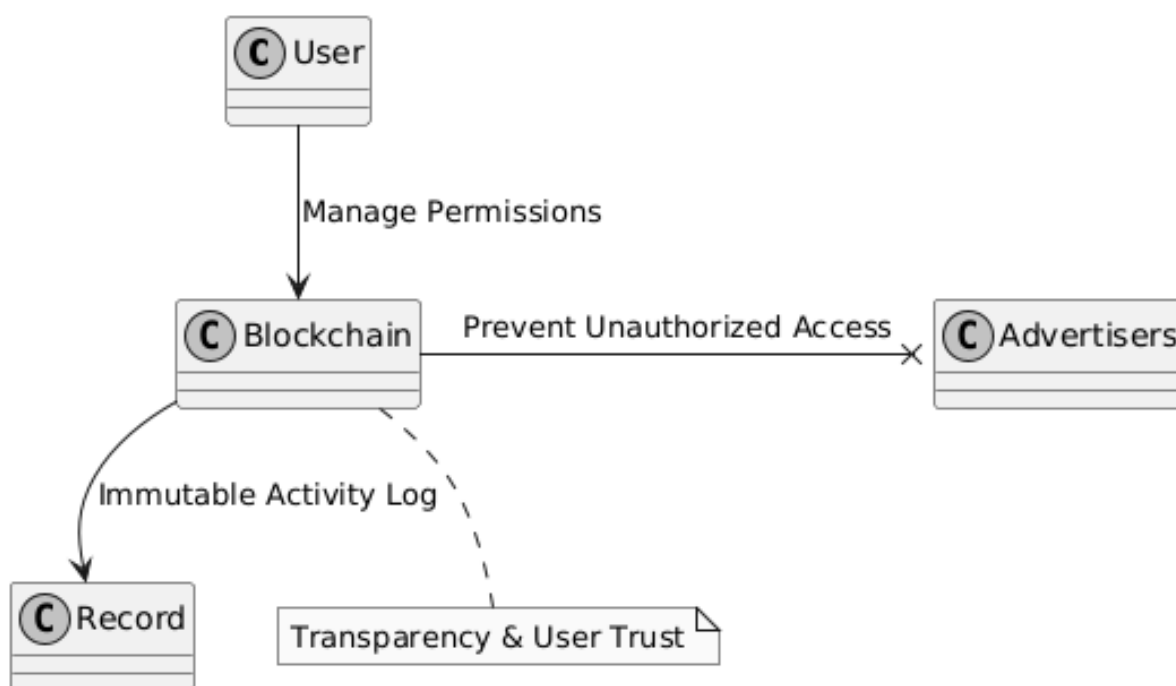 C User
Manage Permissions
C Blockchain
Prevent Unauthorized Access
C Advertisers
Immutable Activity Log
C Record
Transparency & User Trust